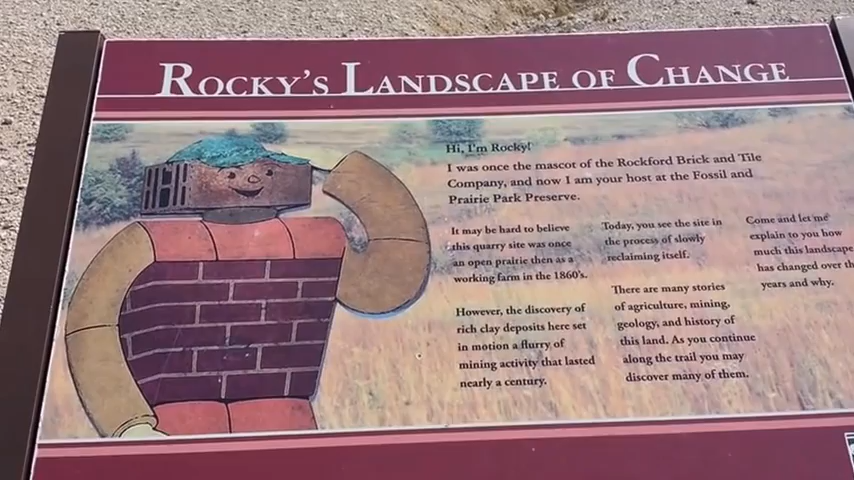 Rocky's Landscape of Change
Hi, I'm Rocky!
I was once the mascot of the Rockford Brick and Tile
Company, and now I am your host at the Fossil and
Prairie Park Preserve.
It may be hard to believe
this quarry site was once
an open prairie then as a
working farm in the 1860's.
However, the discovery of
rich clay deposits here set
in motion a flurry of
mining activity that lasted
nearly a century.
Today, you see the site in
the process of slowly
reclaiming itself.
There are many stories
of agriculture, mining,
geology, and history of
this land. As you continue
along the trail you may
discover many of them.
Come and let me
explain to you how
much this landscape
has changed over the
years and why.